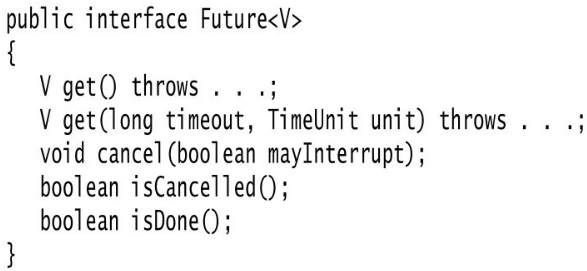 public interface Future<V>
{
V get() throws . . .;
V get(long timeout, TimeUnit unit) throws . . .;
void cancel(boolean mayInterrupt);
boolean isCancelled();
boolean isDone();
}